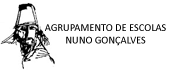 AGRUPAMENTO DE ESCOLAS
NUNO GONÇALVES